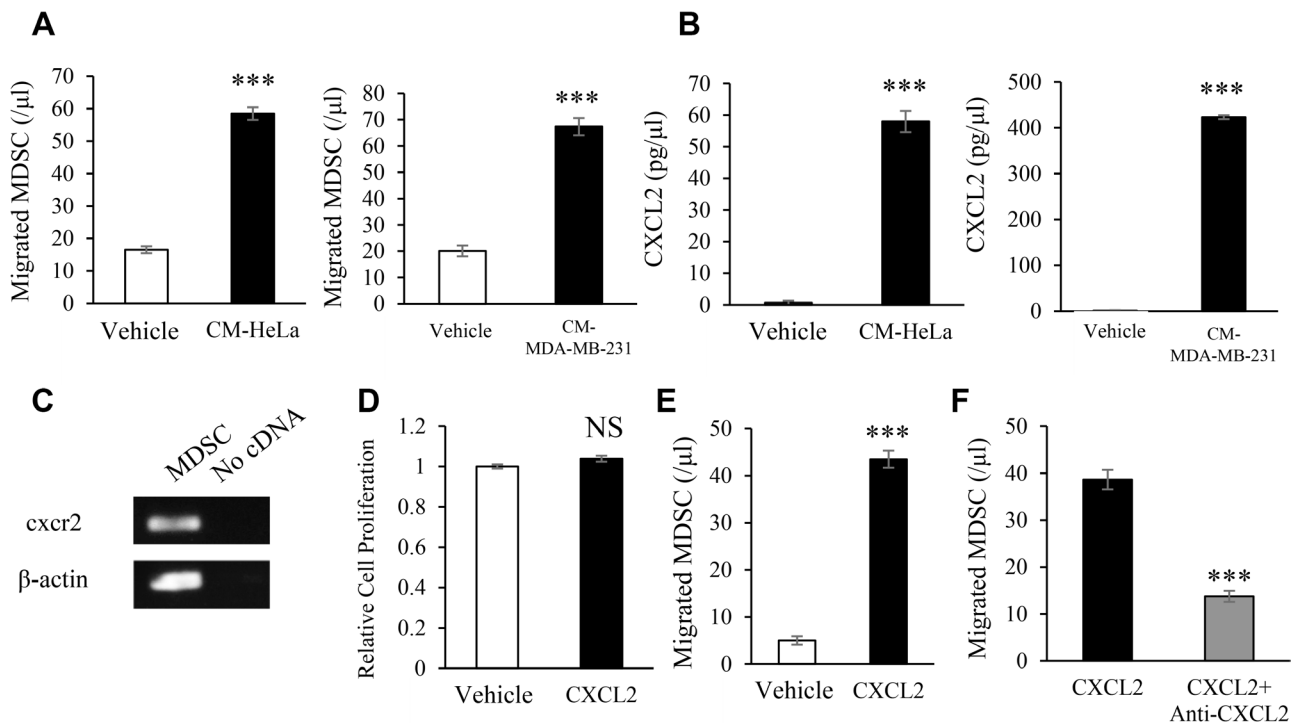 A
Migrated MDSC (/µl)
70
60
50
40
30
20
10
0
***
Vehicle
CM-HeLa
Migrated MDSC (/µl)
80
70
60
50
40
30
20
10
0
***
Vehicle
CM-
MDA-MB-231
B
CXCL2 (pg/µl)
70
60
50
40
30
20
10
0
***
Vehicle
CM-HeLa
CXCL2 (pg/µl)
500
400
300
200
100
0
***
Vehicle
CM-
MDA-MB-231
C
MDSC
No cDNA
cxcr2
β-actin
D
Relative Cell Proliferation
1.2
1
0.8
0.6
0.4
0.2
0
NS
Vehicle
CXCL2
E
Migrated MDSC (/µl)
50
40
30
20
10
0
***
Vehicle
CXCL2
F
Migrated MDSC (/µl)
50
40
30
20
10
0
***
CXCL2
CXCL2+
Anti-CXCL2